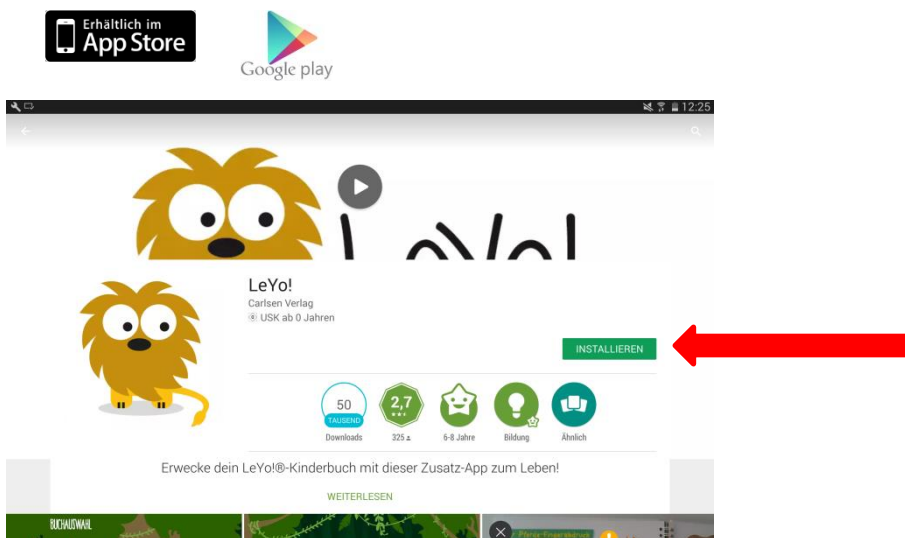 Erhältlich im
App Store
Google play
12:25
LeYo!
LeYo!
Carlsen Verlag
USK ab 0 Jahren
INSTALLIEREN
50
TAUSEND
2,7
Downloads
325
6-8 Jahre
Bildung
Ähnlich
Erwecke dein LeYo!®-Kinderbuch mit dieser Zusatz-App zum Leben!
WEITERLESEN
BUCHAUSWAHL